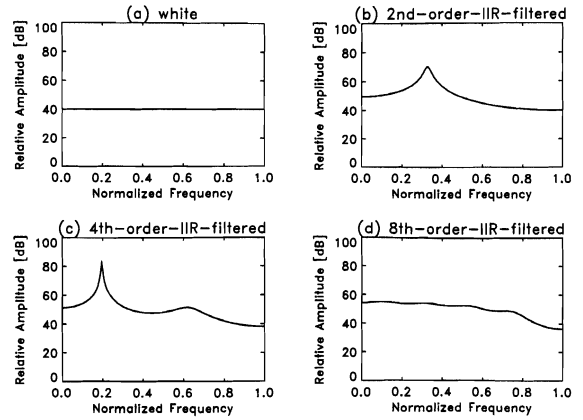 (a) white
Relative Amplitude [dB]
100
80
60
40
20
0
0.0 0.2 0.4 0.6 0.8 1.0
Normalized Frequency
(b) 2nd-order-IIR-filtered
Relative Amplitude [dB]
100
80
60
40
20
0
0.0 0.2 0.4 0.6 0.8 1.0
Normalized Frequency
(c) 4th-order-IIR-filtered
Relative Amplitude [dB]
100
80
60
40
20
0
0.0 0.2 0.4 0.6 0.8 1.0
Normalized Frequency
(d) 8th-order-IIR-filtered
Relative Amplitude [dB]
100
80
60
40
20
0
0.0 0.2 0.4 0.6 0.8 1.0
Normalized Frequency